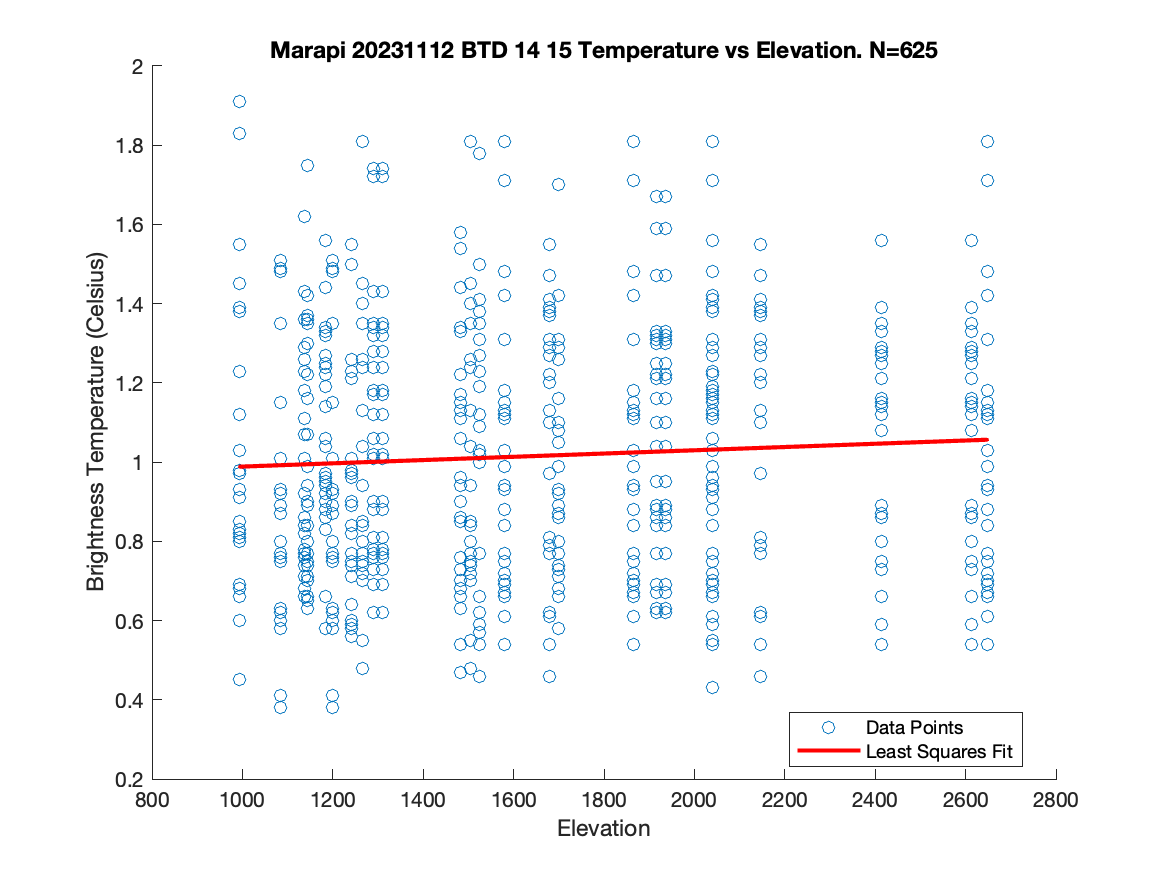 Marapi 20231112 BTD 14 15 Temperature vs Elevation. N=625
Brightness Temperature (Celsius)
2
1.8
1.6
1.4
1.2
1
0.8
0.6
0.4
0.2
Data Points
Least Squares Fit
800 1000 1200 1400 1600 1800 2000 2200 2400 2600 2800
Elevation